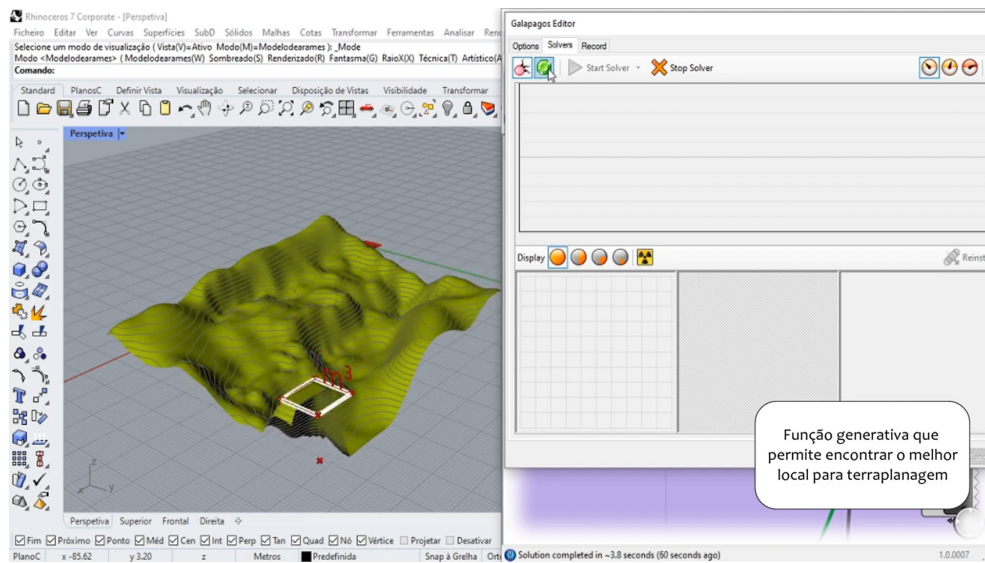 Rhinoceros 7 Corporate - [Perspetiva]
Ficheiro Editar Ver Curvas Superfícies SubD Sólidos Malhas Cotas Transformar Ferramentas Analisar Rend
Selecione um modo de visualização ( Vista(V)=Ativo Modo(M)=Modelodearames ): _Mode
Modo <Modelodearames> ( Modelodearames(W) Sombreado(S) Renderizado(R) Fantasma(G) RaioX(X) Técnica(T) Artístico(A
Comando:
Standard PlanosC Definir Vista Visualização Selecionar Disposição de Vistas Visibilidade Transformar
Perspetiva
m3
z
x
y
Perspetiva Superior Frontal Direita
Fim Próximo Ponto Méd Cen Int Perp Tan Quad Nó Vértice Projetar Desativar
PlanoC x -85.62 y 3.20 z Metros Predefinida Snap à Grelha Orto
Galapagos Editor
Options Solvers Record
Start Solver Stop Solver
Display
Reinst
Função generativa que
permite encontrar o melhor
local para terraplanagem
Solution completed in ~3.8 seconds (60 seconds ago)
1.0.0007